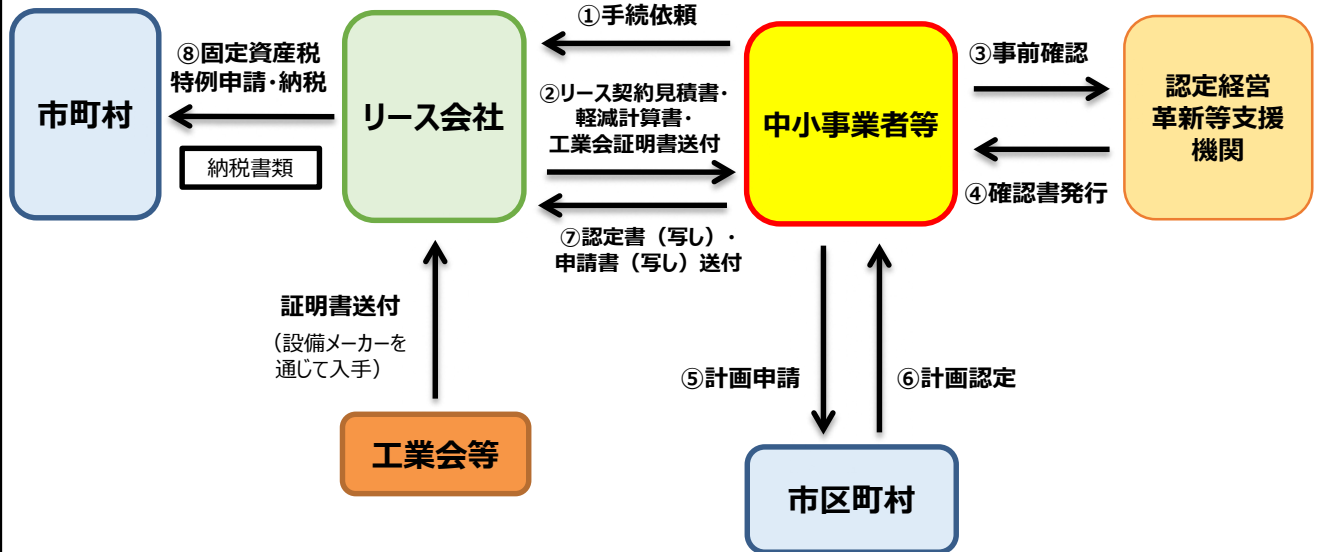 ①手続依頼
⑧固定資産税
特例申請・納税
市町村
納税書類
リース会社
②リース契約見積書・
軽減計算書・
工業会証明書送付
中小事業者等
③事前確認
④確認書発行
認定経営
革新等支援
機関
⑦認定書（写し）・
申請書（写し）送付
証明書送付
（設備メーカーを
通じて入手）
⑤計画申請
⑥計画認定
工業会等
市区町村